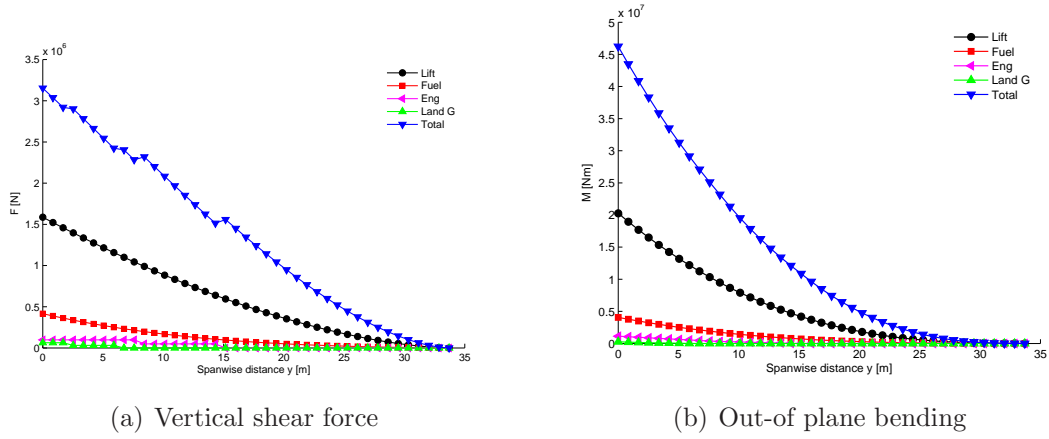 x 10^6
3.5
3
2.5
2
1.5
1
0.5
0
F [N]
0 5 10 15 20 25 30 35
Spanwise distance y [m]
Lift
Fuel
Eng
Land G
Total
(a) Vertical shear force
x 10^7
5
4.5
4
3.5
3
2.5
2
1.5
1
0.5
0
M [Nm]
0 5 10 15 20 25 30 35
Spanwise distance y [m]
Lift
Fuel
Eng
Land G
Total
(b) Out-of plane bending